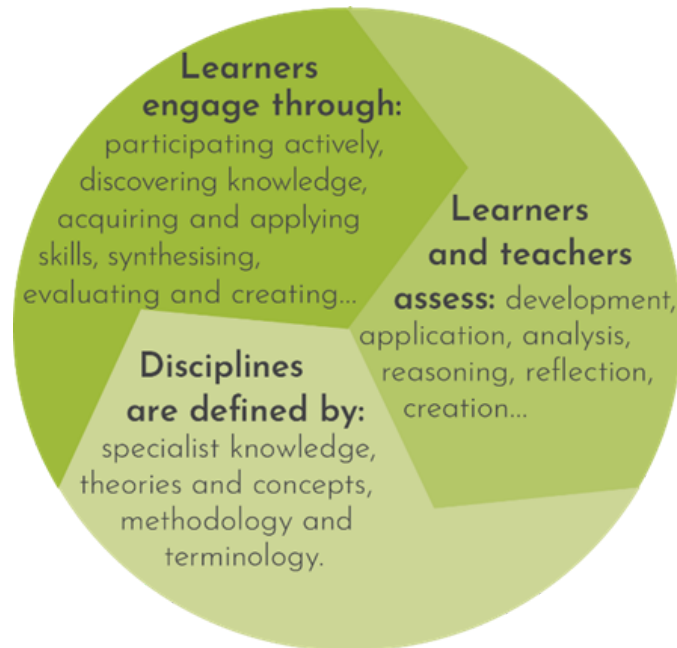 Learners
engage through:
participating actively,
discovering knowledge,
acquiring and applying
skills, synthesising,
evaluating and creating...
Learners
and teachers
assess: development,
application, analysis,
reasoning, reflection,
creation...
Disciplines
are defined by:
specialist knowledge,
theories and concepts,
methodology and
terminology.